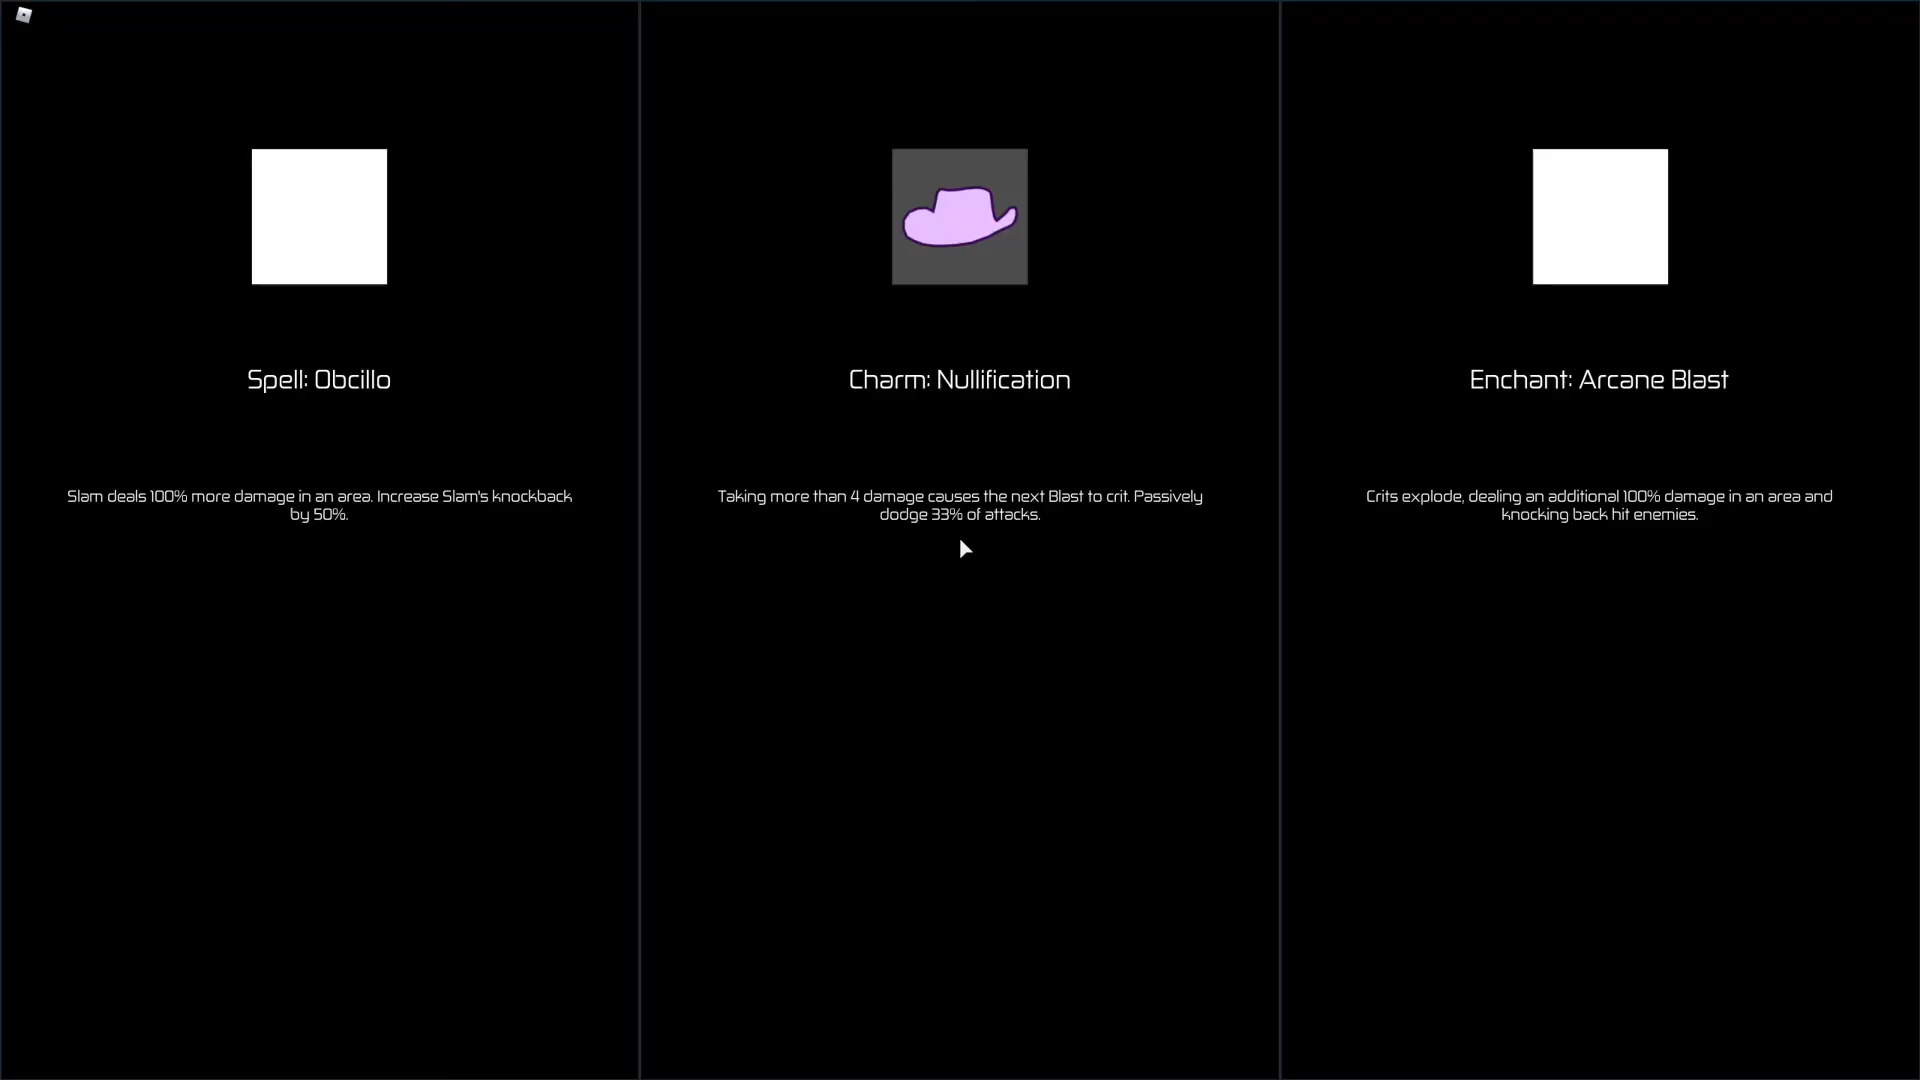 Spell: Obcillo
Slam deals 100% more damage in an area. Increase Slam's knockback
by 50%.
Charm: Nullification
Taking more than 4 damage causes the next Blast to crit. Passively
dodge 33% of attacks.
Enchant: Arcane Blast
Crits explode, dealing an additional 100% damage in an area and
knocking back hit enemies.